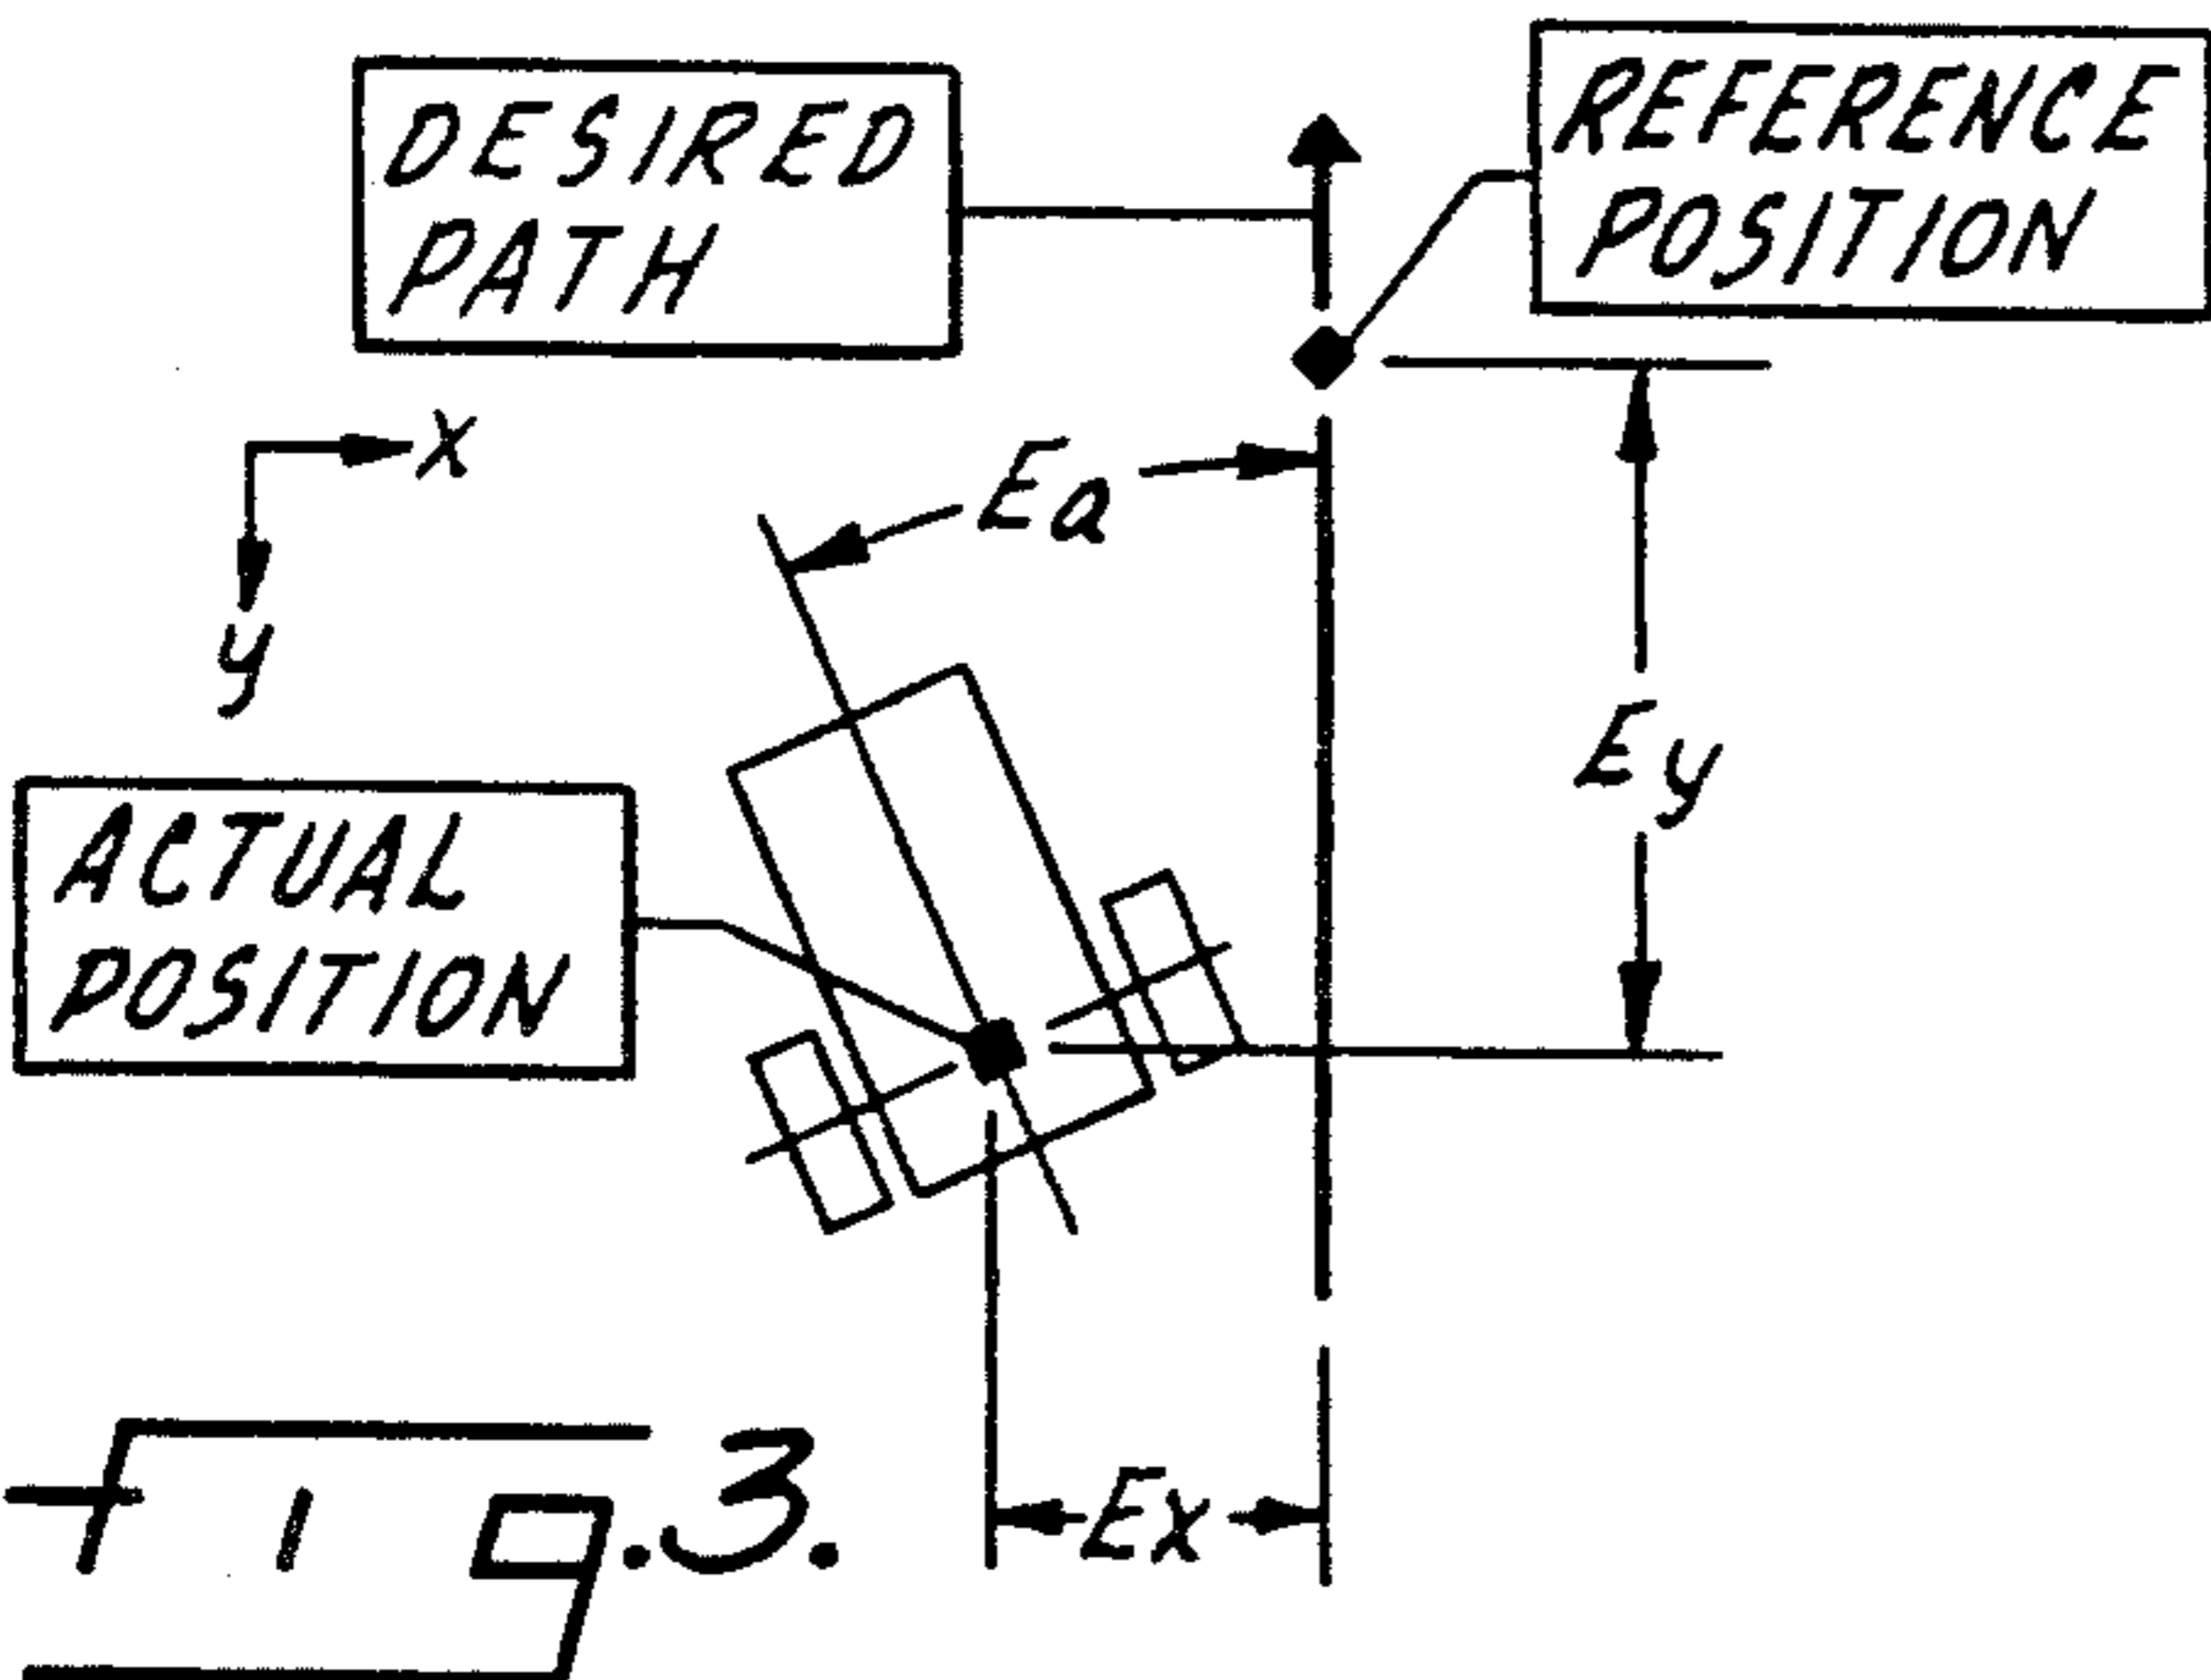 DESIRED
PATH
REFERENCE
POSITION
X
Ea
y
Ey
ACTUAL
POSITION
Ex
Fig.3.